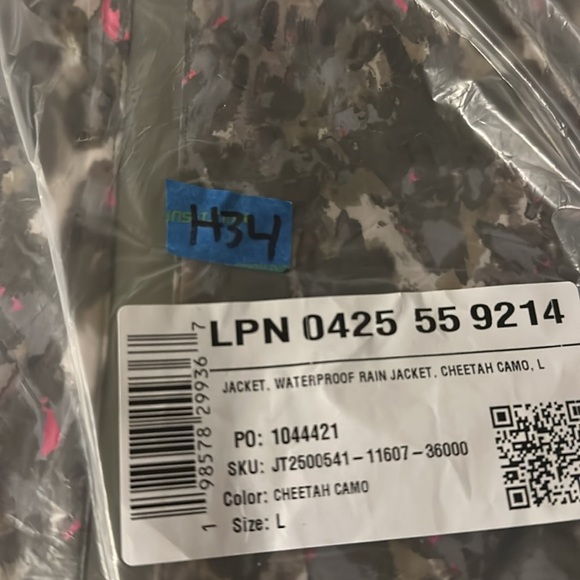 H34
LPN 0425 55 9214
JACKET, WATERPROOF RAIN JACKET, CHEETAH CAMO, L
PO: 1044421
SKU: JT2500541-11607-36000
Color: CHEETAH CAMO
Size: L
1 98578 29936 7